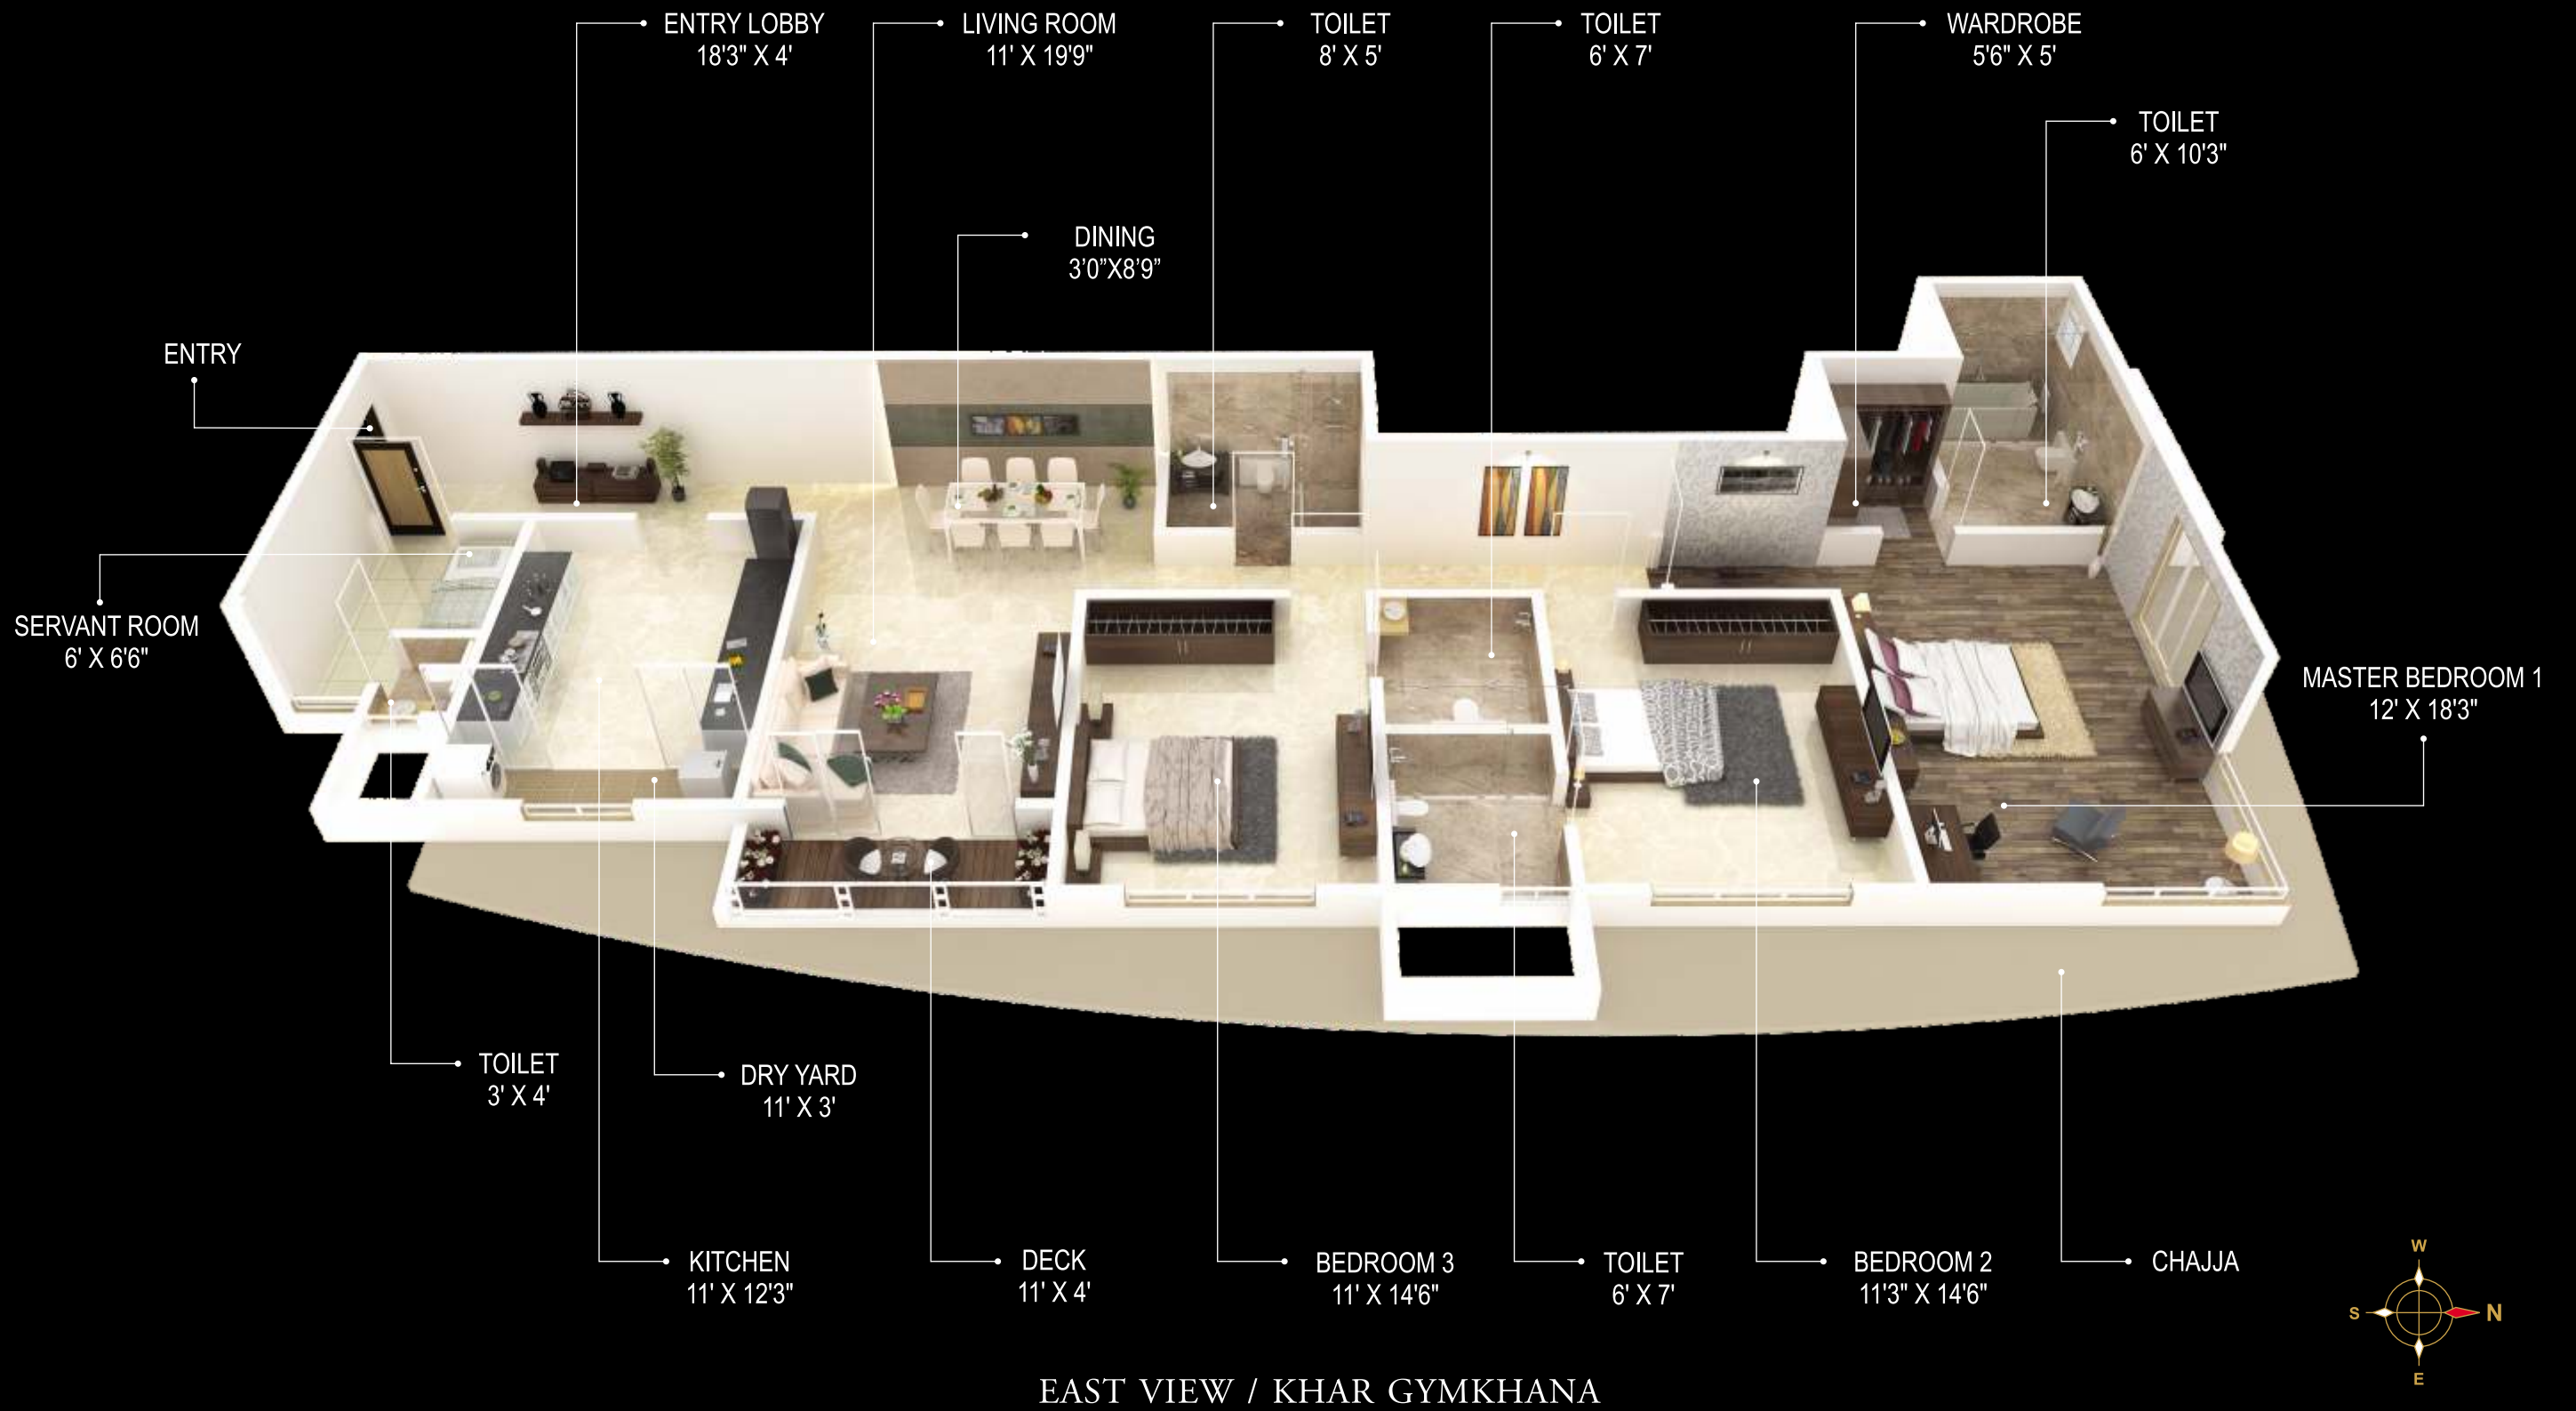 ENTRY LOBBY
18'3" X 4'
LIVING ROOM
11' X 19'9"
TOILET
8' X 5'
TOILET
6' X 7'
WARDROBE
5'6" X 5'
TOILET
6' X 10'3"
DINING
3’0”X8’9”
ENTRY
SERVANT ROOM
6' X 6'6"
MASTER BEDROOM 1
12' X 18'3"
TOILET
3' X 4'
DRY YARD
11' X 3'
KITCHEN
11' X 12'3"
DECK
11' X 4'
BEDROOM 3
11' X 14'6"
TOILET
6' X 7'
BEDROOM 2
11'3" X 14'6"
CHAJJA
W
S
N
E
EAST VIEW / KHAR GYMKHANA